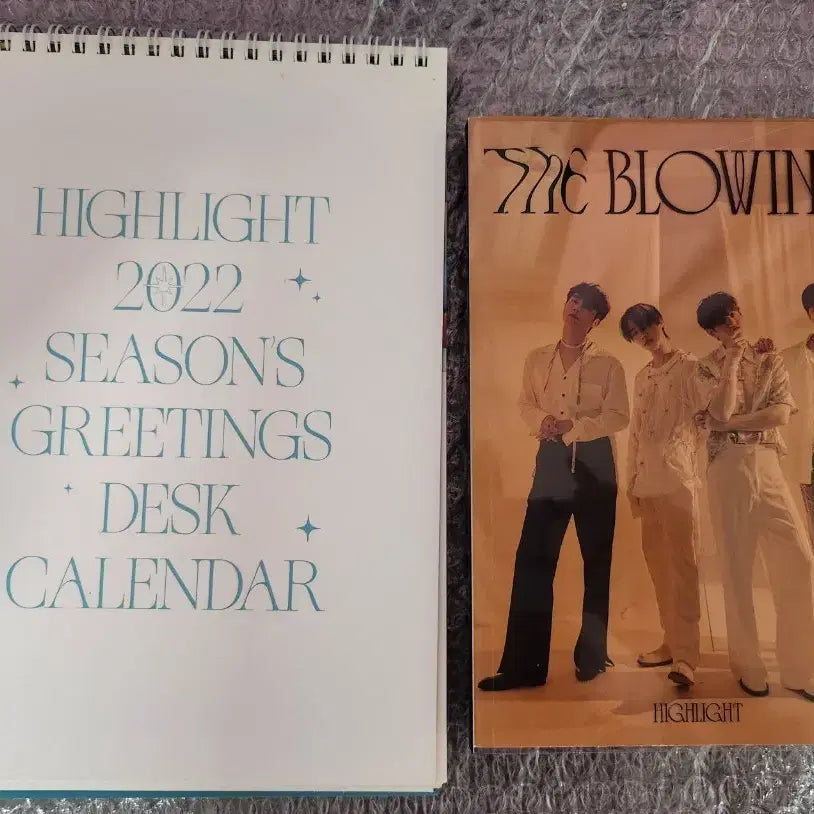 HIGHLIGHT
2022
SEASON'S
GREETINGS
DESK
CALENDAR
THE BLOWIN
HIGHLIGHT